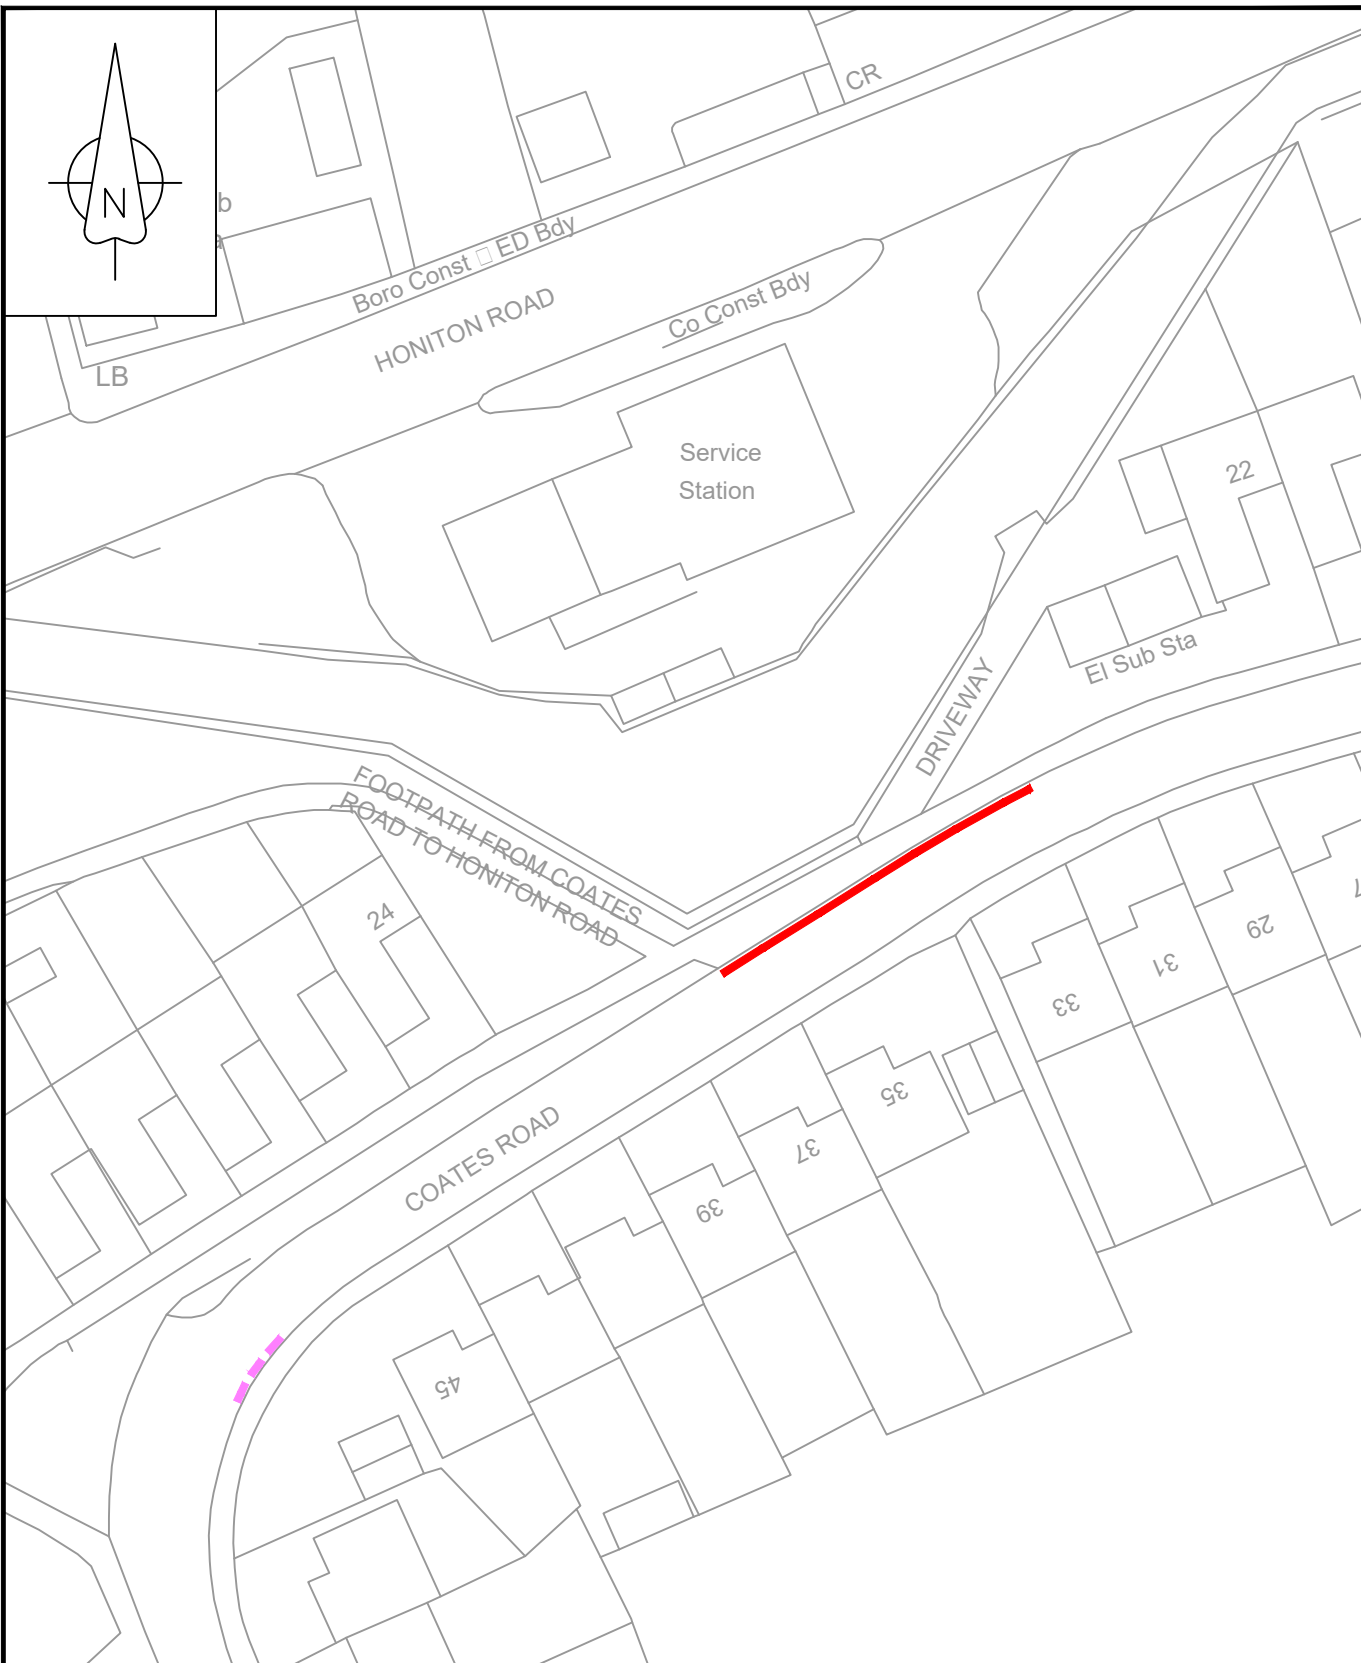 N
CR
b
Boro Const ED Bdy
HONITON ROAD
Co Const Bdy
LB
Service
Station
22
El Sub Sta
DRIVEWAY
FOOTPATH FROM COATES
ROAD TO HONITON ROAD
24
29
31
33
35
37
39
COATES ROAD
45